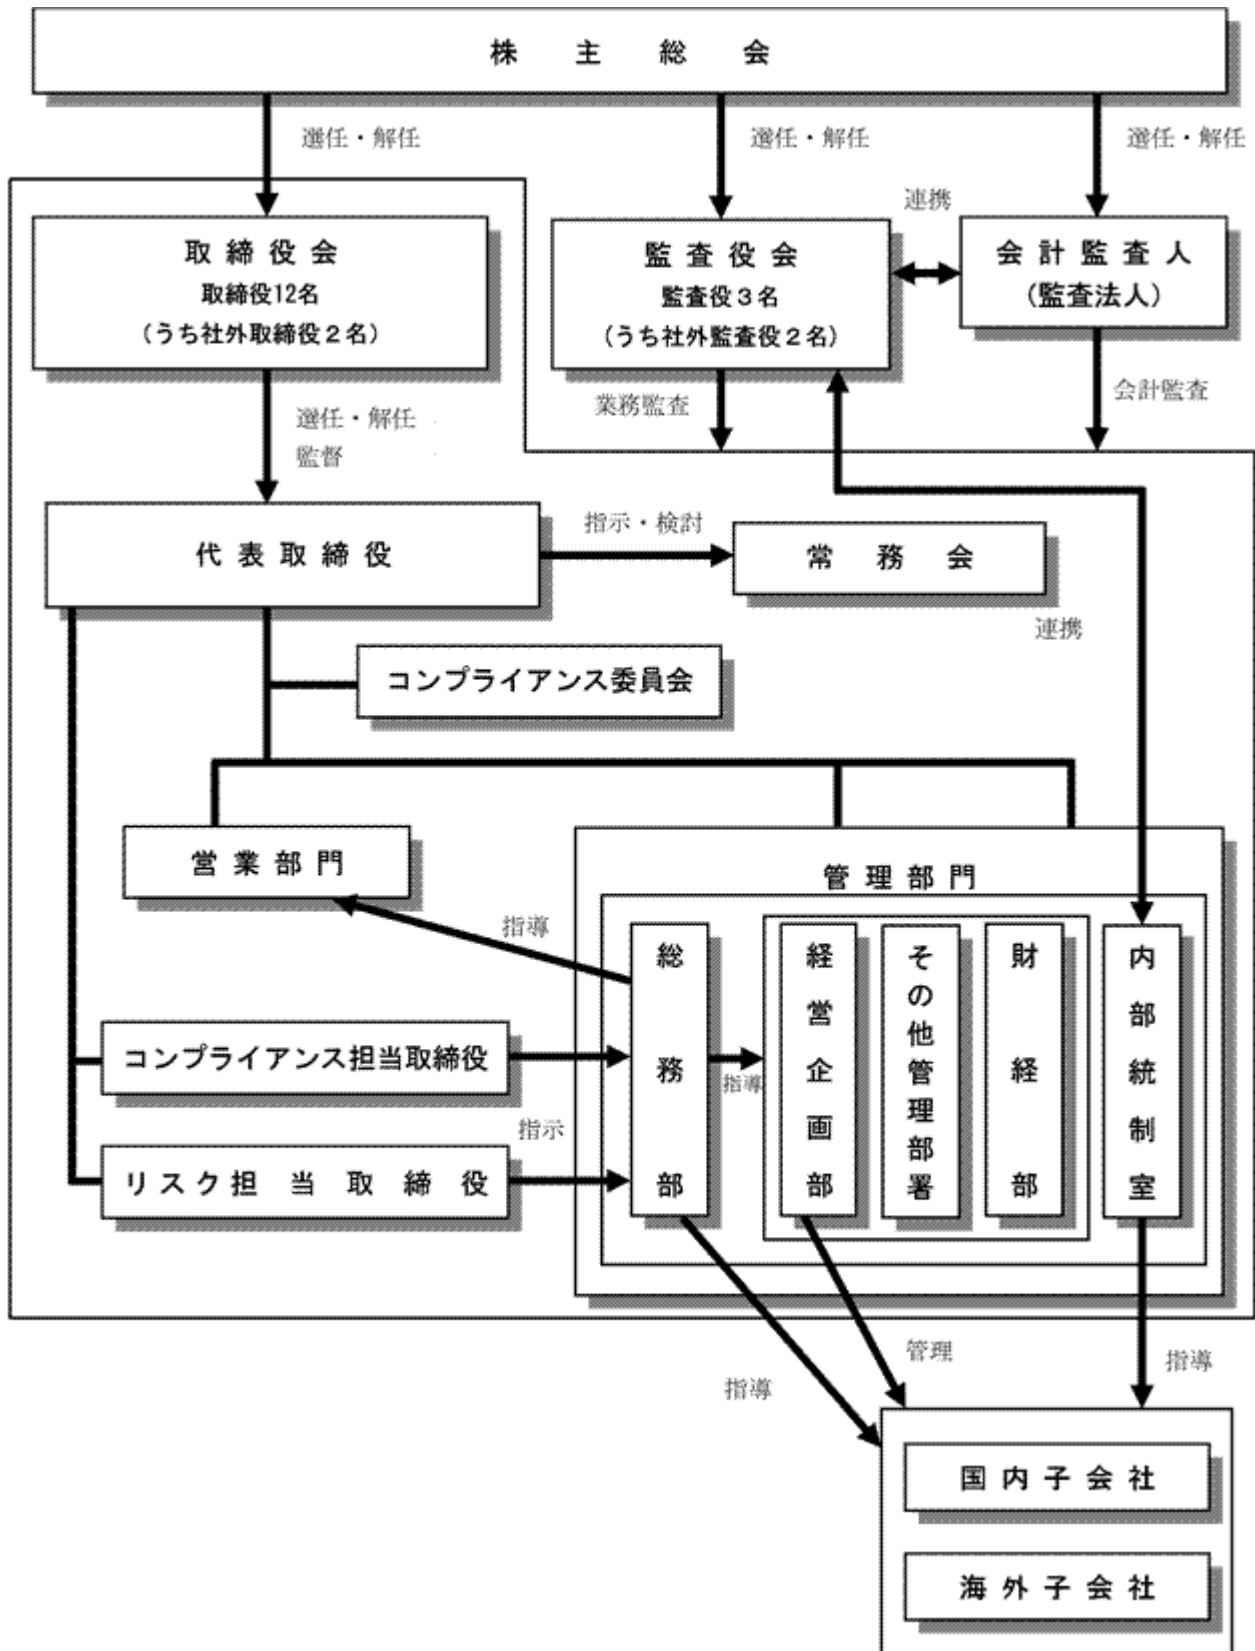 株主総会
選任・解任
選任・解任
選任・解任
連携
取締役会
取締役12名
(うち社外取締役2名)
監査役会
監査役3名
(うち社外監査役2名)
会計監査人
(監査法人)
業務監査
会計監査
選任・解任
監督
代表取締役
指示・検討
常務会
連携
コンプライアンス委員会
営業部門
管理部門
指導
総務部
経営企画部
その他管理部署
財経部
内部統制室
コンプライアンス担当取締役
指導
指示
リスク担当取締役
管理
指導
指導
国内子会社
海外子会社